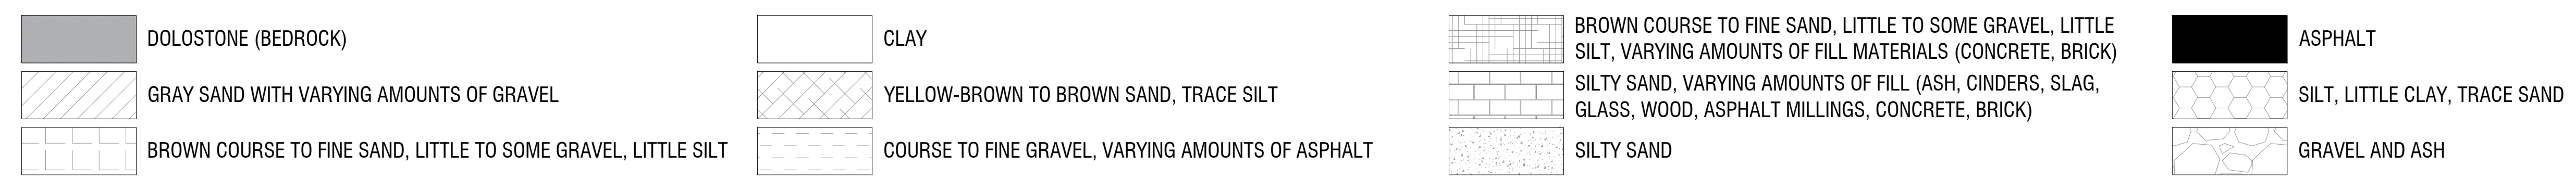 DOLOSTONE (BEDROCK)
GRAY SAND WITH VARYING AMOUNTS OF GRAVEL
BROWN COURSE TO FINE SAND, LITTLE TO SOME GRAVEL, LITTLE SILT
CLAY
YELLOW-BROWN TO BROWN SAND, TRACE SILT
COURSE TO FINE GRAVEL, VARYING AMOUNTS OF ASPHALT
BROWN COURSE TO FINE SAND, LITTLE TO SOME GRAVEL, LITTLE
SILT, VARYING AMOUNTS OF FILL MATERIALS (CONCRETE, BRICK)
SILTY SAND, VARYING AMOUNTS OF FILL (ASH, CINDERS, SLAG,
GLASS, WOOD, ASPHALT MILLINGS, CONCRETE, BRICK)
SILTY SAND
ASPHALT
SILT, LITTLE CLAY, TRACE SAND
GRAVEL AND ASH